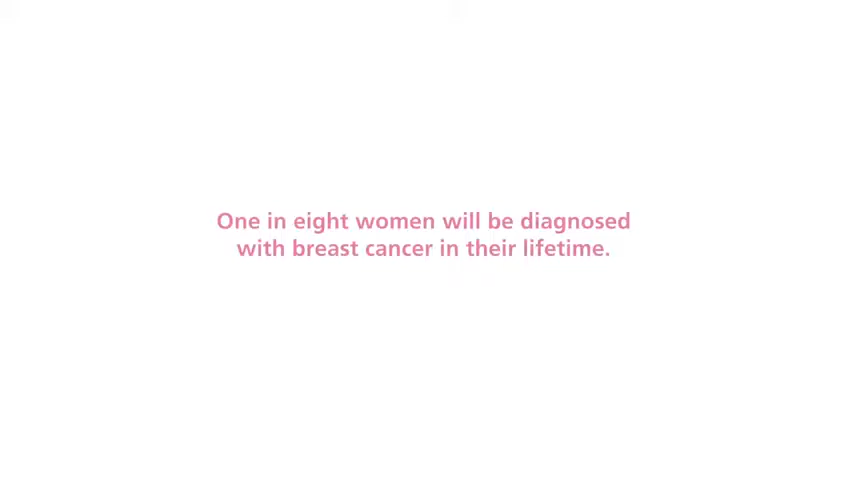 One in eight women will be diagnosed
with breast cancer in their lifetime.